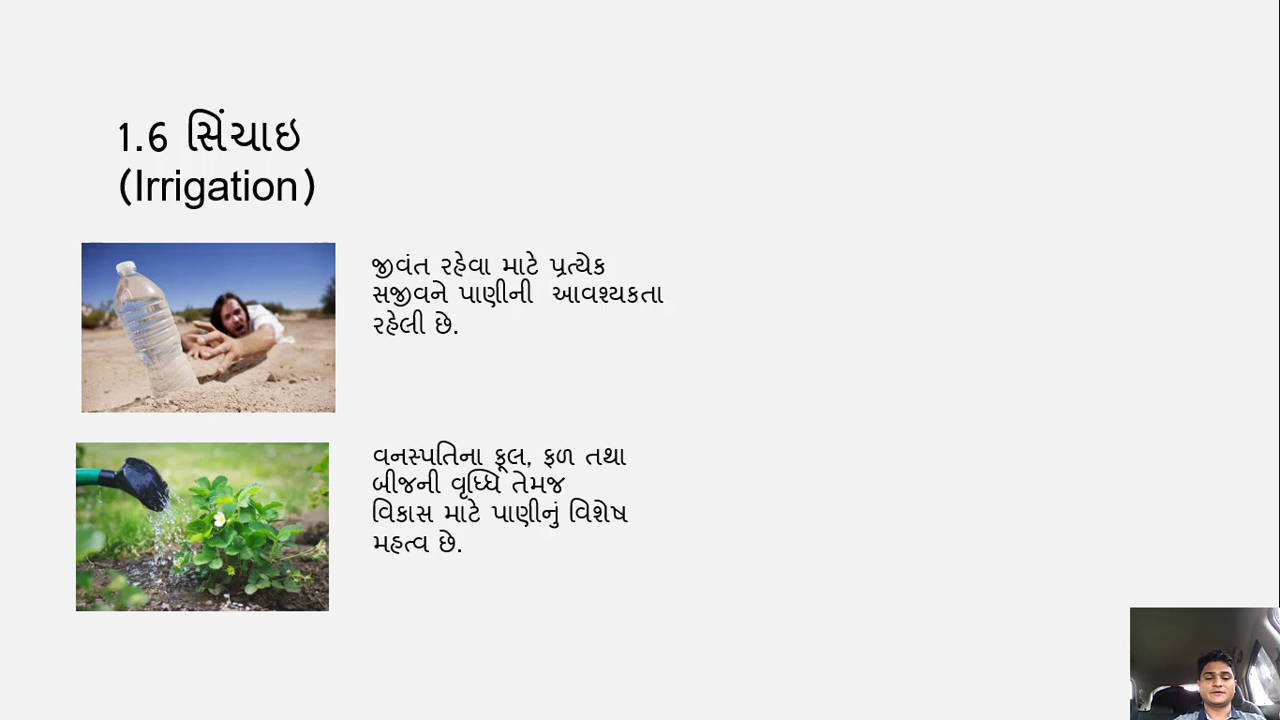 1.6 સિંચાઇ
(Irrigation)
જીવંત રહેવા માટે પ્રત્યેક
સજીવને પાણીની આવશ્યકતા
રહેલી છે.
વનસ્પતિના ફૂલ, ફળ તથા
બીજની વૃધ્ધિ તેમજ
વિકાસ માટે પાણીનું વિશેષ
મહત્વ છે.